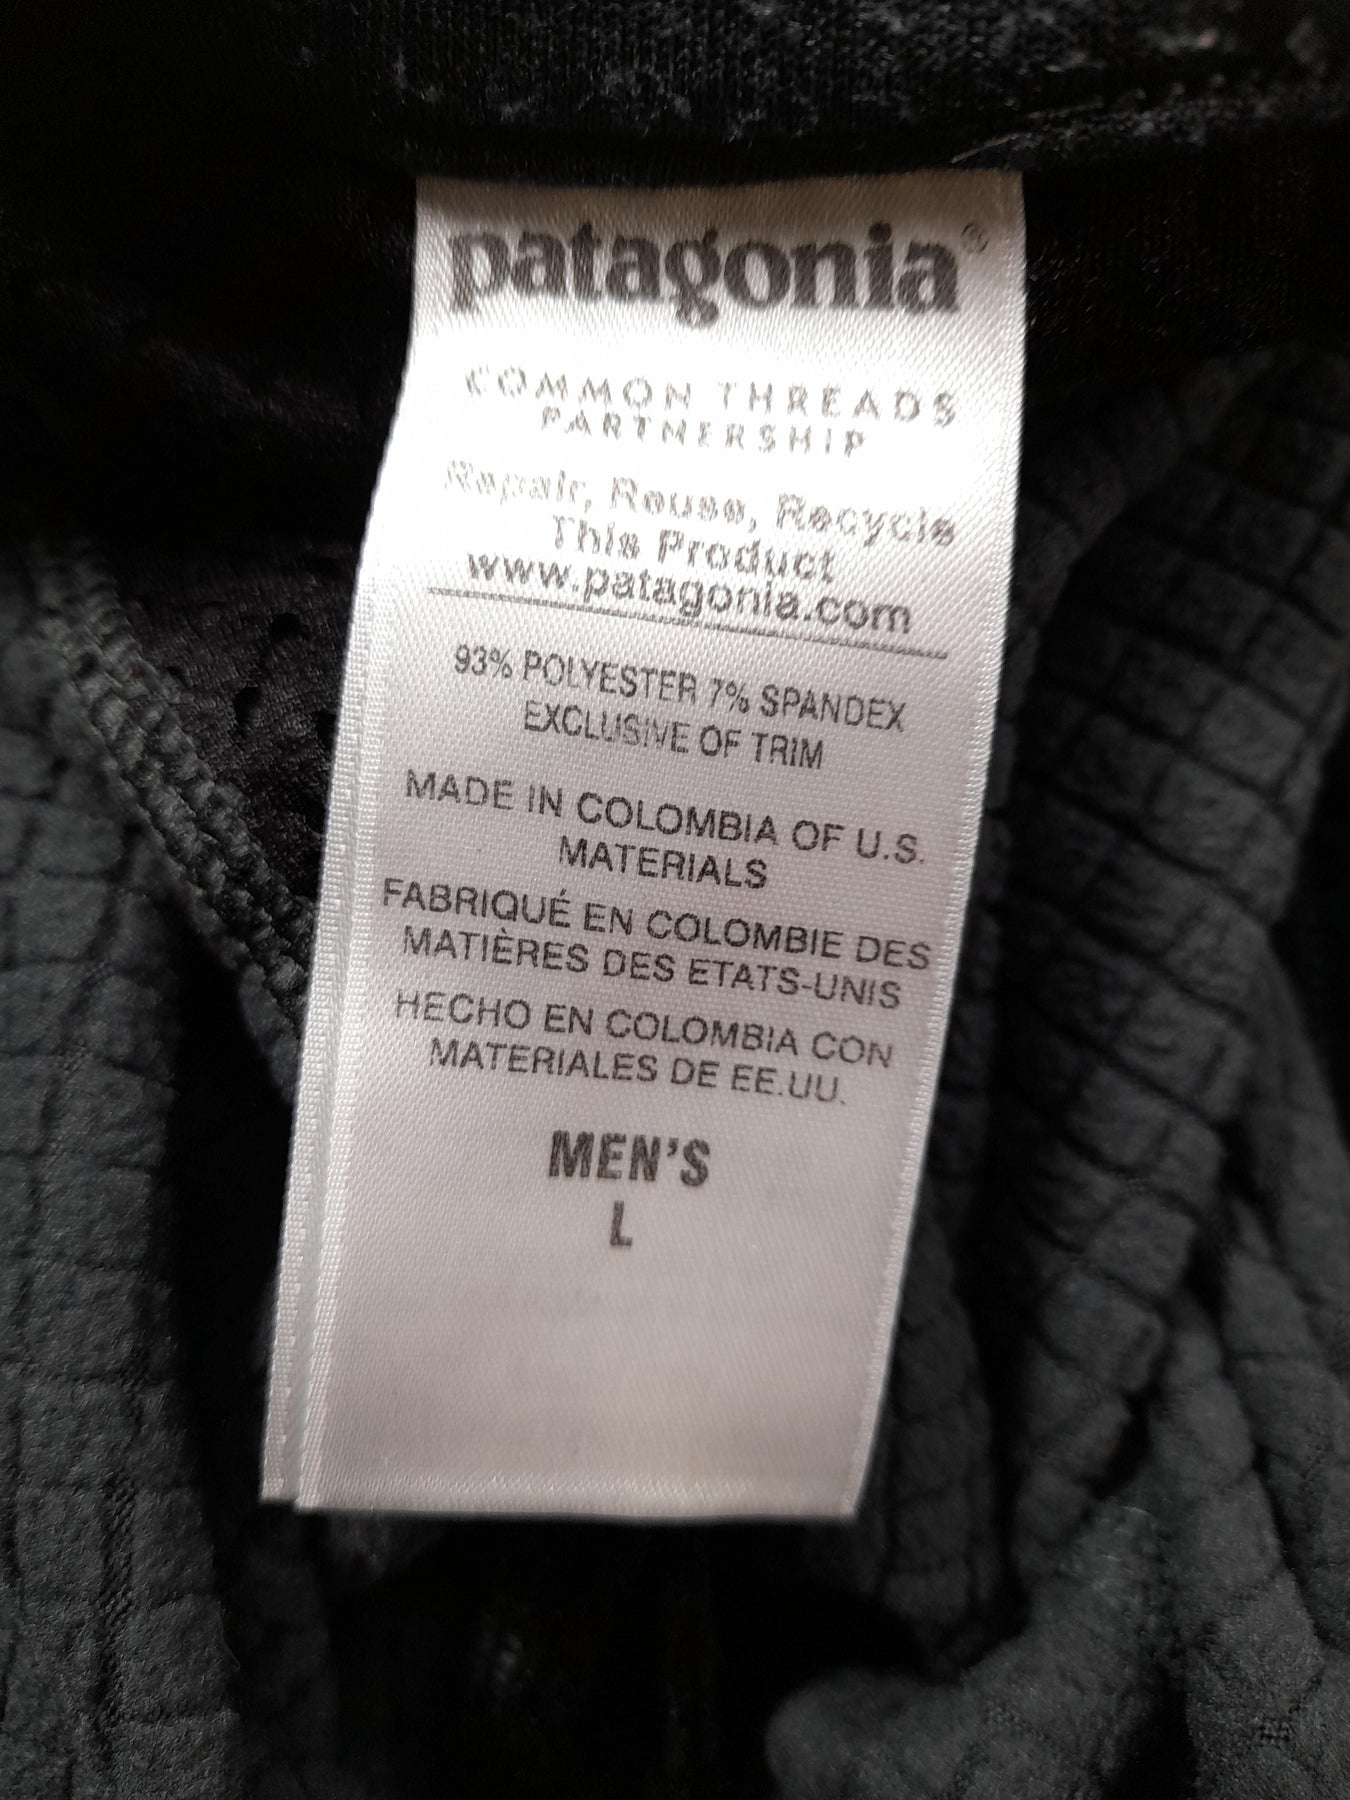 patagonia®
COMMON THREADS
PARTNERSHIP
Repair, Reuse, Recycle
This Product
www.patagonia.com
93% POLYESTER 7% SPANDEX
EXCLUSIVE OF TRIM
MADE IN COLOMBIA OF U.S.
MATERIALS
FABRIQUÉ EN COLOMBIE DES
MATIÈRES DES ETATS-UNIS
HECHO EN COLOMBIA CON
MATERIALES DE EE.UU.
MEN'S
L